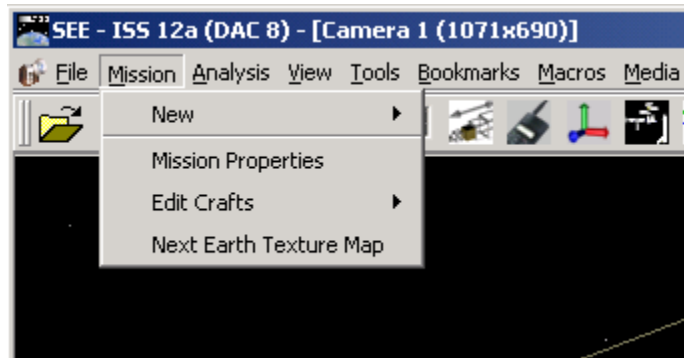 SEE - ISS 12a (DAC 8) - [Camera 1 (1071x690)]
File Mission Analysis View Tools Bookmarks Macros Media
New
Mission Properties
Edit Crafts
Next Earth Texture Map